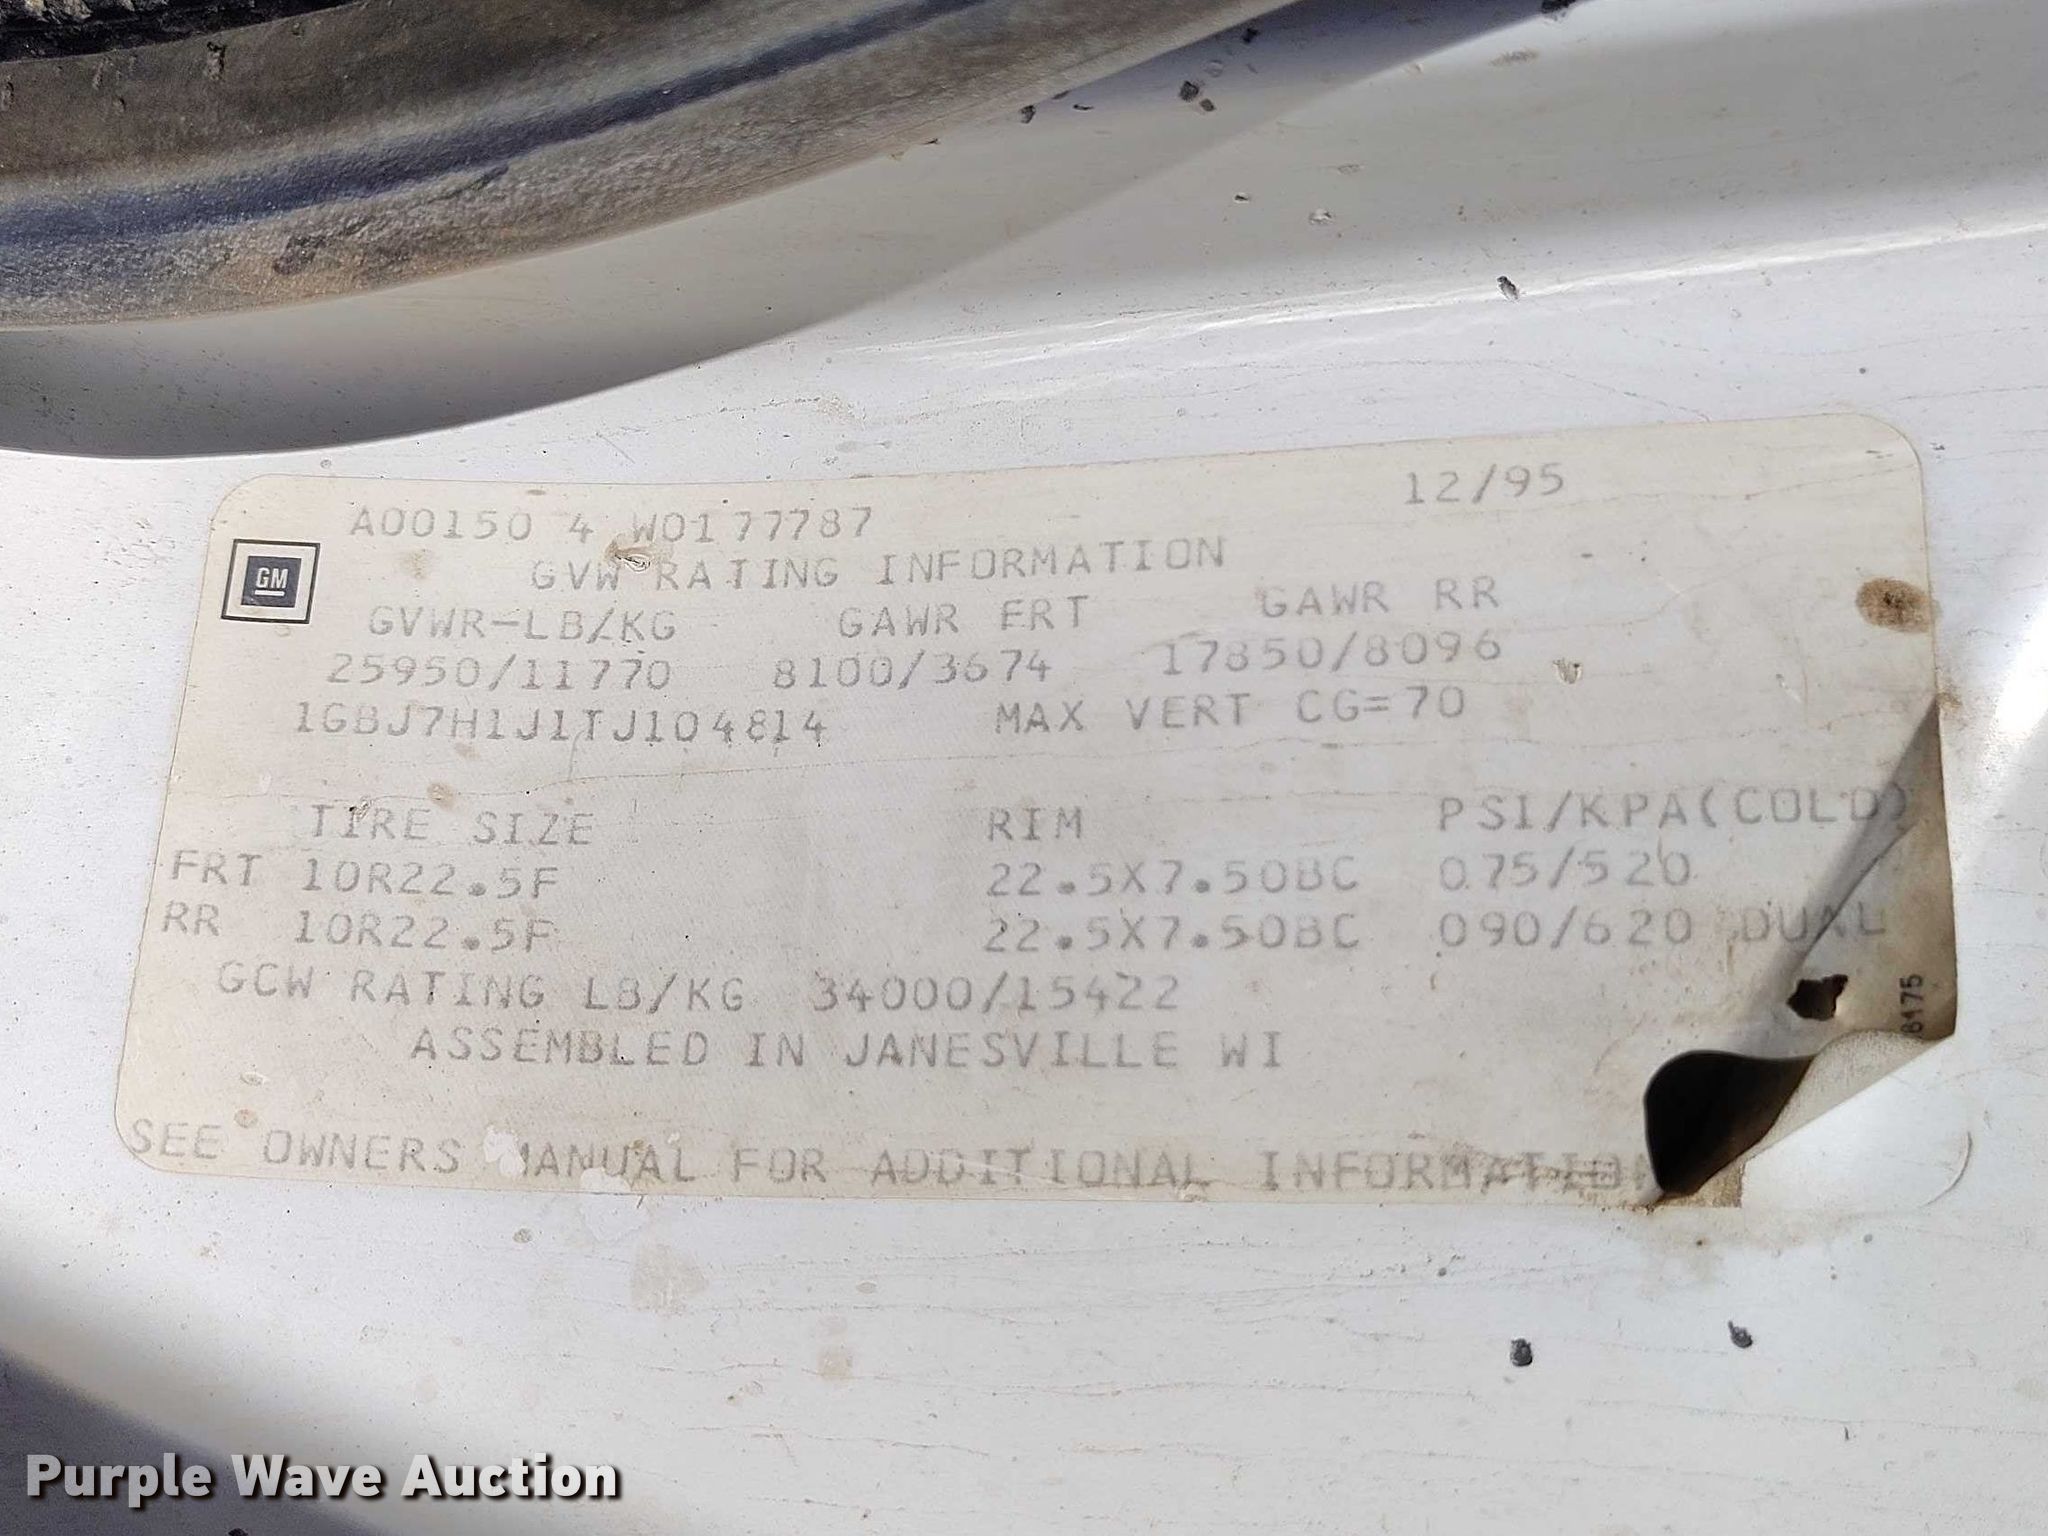 12/95
A00150 4 W0177787
GM
GVW RATING INFORMATION
GVWR-LB/KG GAWR FRT GAWR RR
25950/11770 8100/3674 17850/8096
1GBJ7H1J1TJ104814 MAX VERT CG=70
TIRE SIZE RIM PSI/KPA(COLD)
FRT 10R22.5F 22.5X7.50BC 075/520
RR 10R22.5F 22.5X7.50BC 090/620 DUAL
GCW RATING LB/KG 34000/15422
ASSEMBLED IN JANESVILLE WI
SEE OWNERS MANUAL FOR ADDITIONAL INFORMATION
Purple Wave Auction